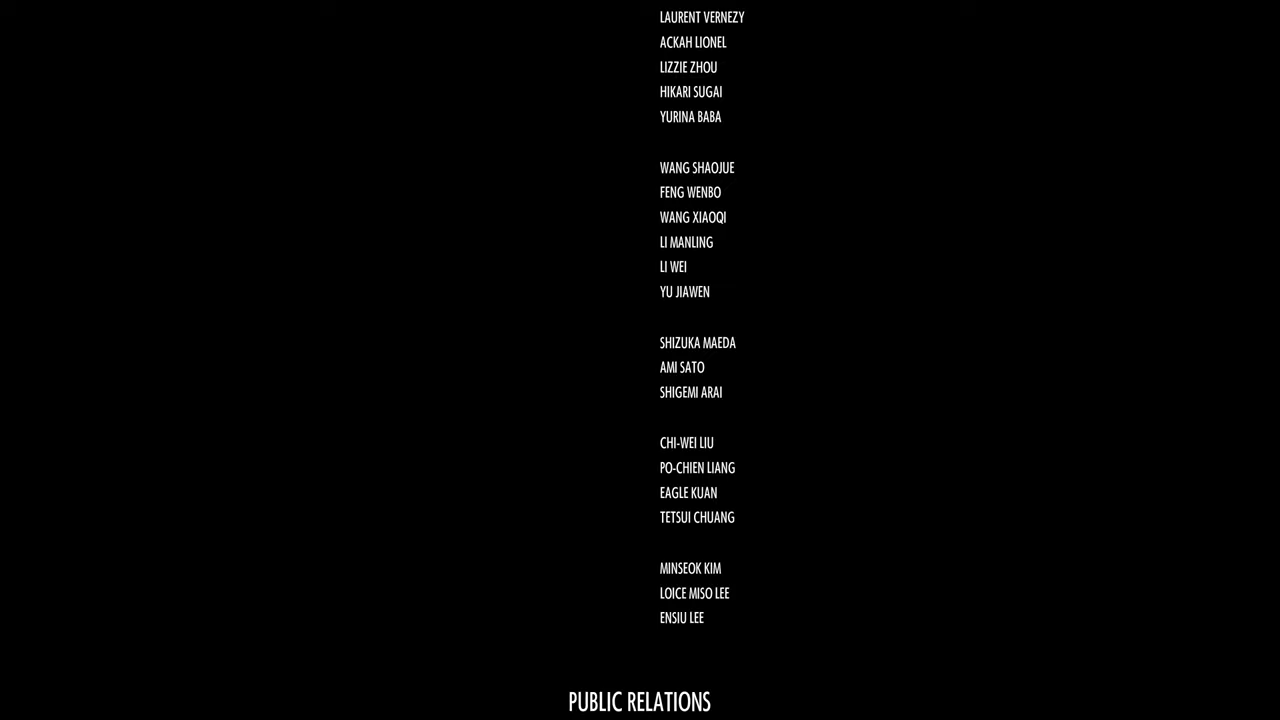 LAURENT VERNEZY
ACKAH LIONEL
LIZZIE ZHOU
HIKARI SUGAI
YURINA BABA
WANG SHAOJUE
FENG WENBO
WANG XIAOQI
LI MANLING
LI WEI
YU JIAWEN
SHIZUKA MAEDA
AMI SATO
SHIGEMI ARAI
CHI-WEI LIU
PO-CHIEN LIANG
EAGLE KUAN
TETSUI CHUANG
MINSEOK KIM
LOICE MISO LEE
ENSIU LEE
PUBLIC RELATIONS